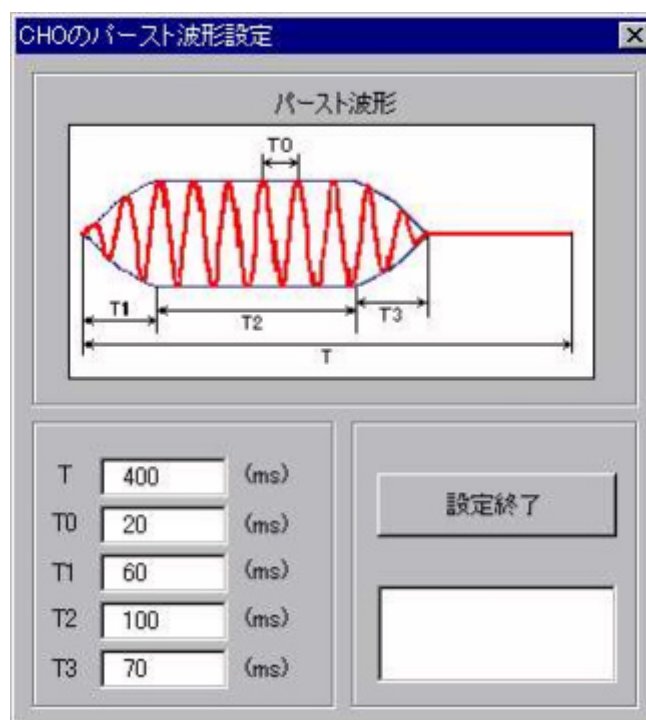 CH0のバースト波形設定
バースト波形
T0
T1
T2
T3
T
T 400 (ms)
T0 20 (ms)
T1 60 (ms)
T2 100 (ms)
T3 70 (ms)
設定終了